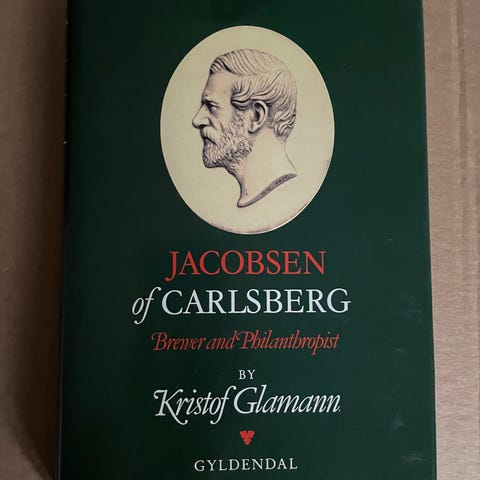 JACOBSEN
of CARLSBERG
Brewer and Philanthropist
BY
Kristof Glamann
GYLDENDAL